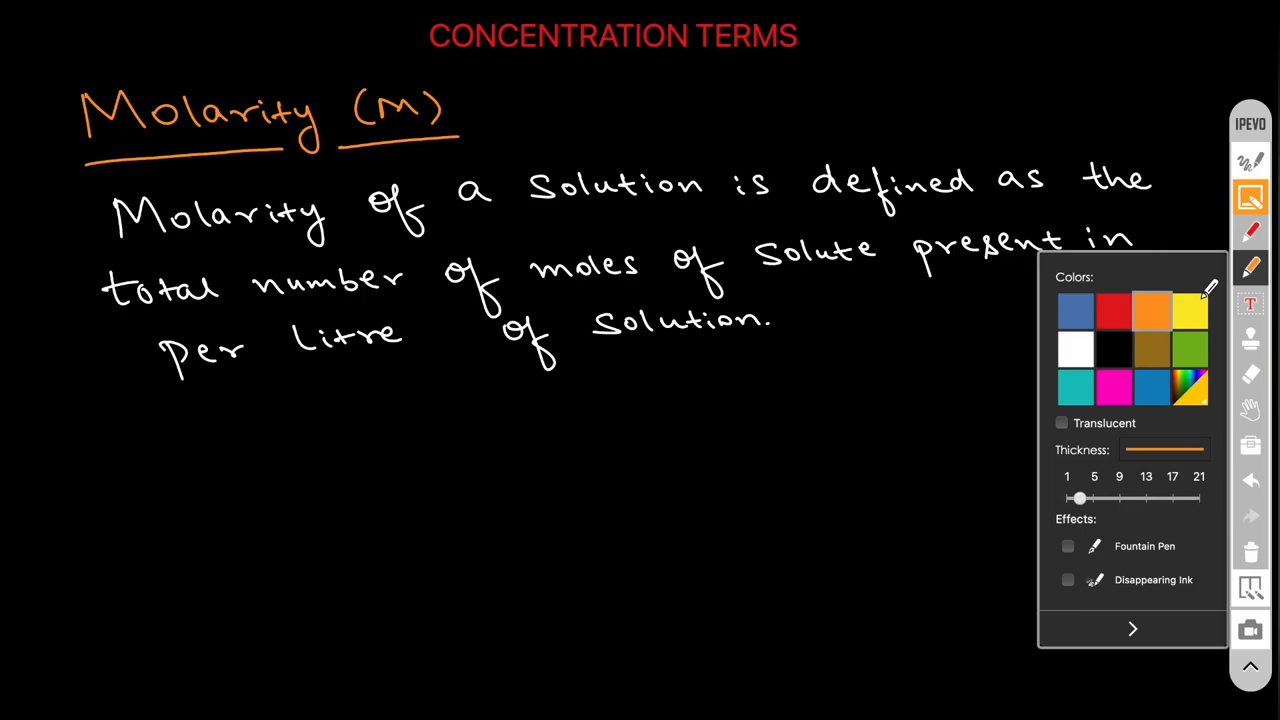 CONCENTRATION TERMS
Molarity (M)
Molarity of a solution is defined as the
total number of moles of solute present in
per litre of solution.
IPEVO
T
Colors:
Translucent
Thickness:
1 5 9 13 17 21
Effects:
Fountain Pen
Disappearing Ink